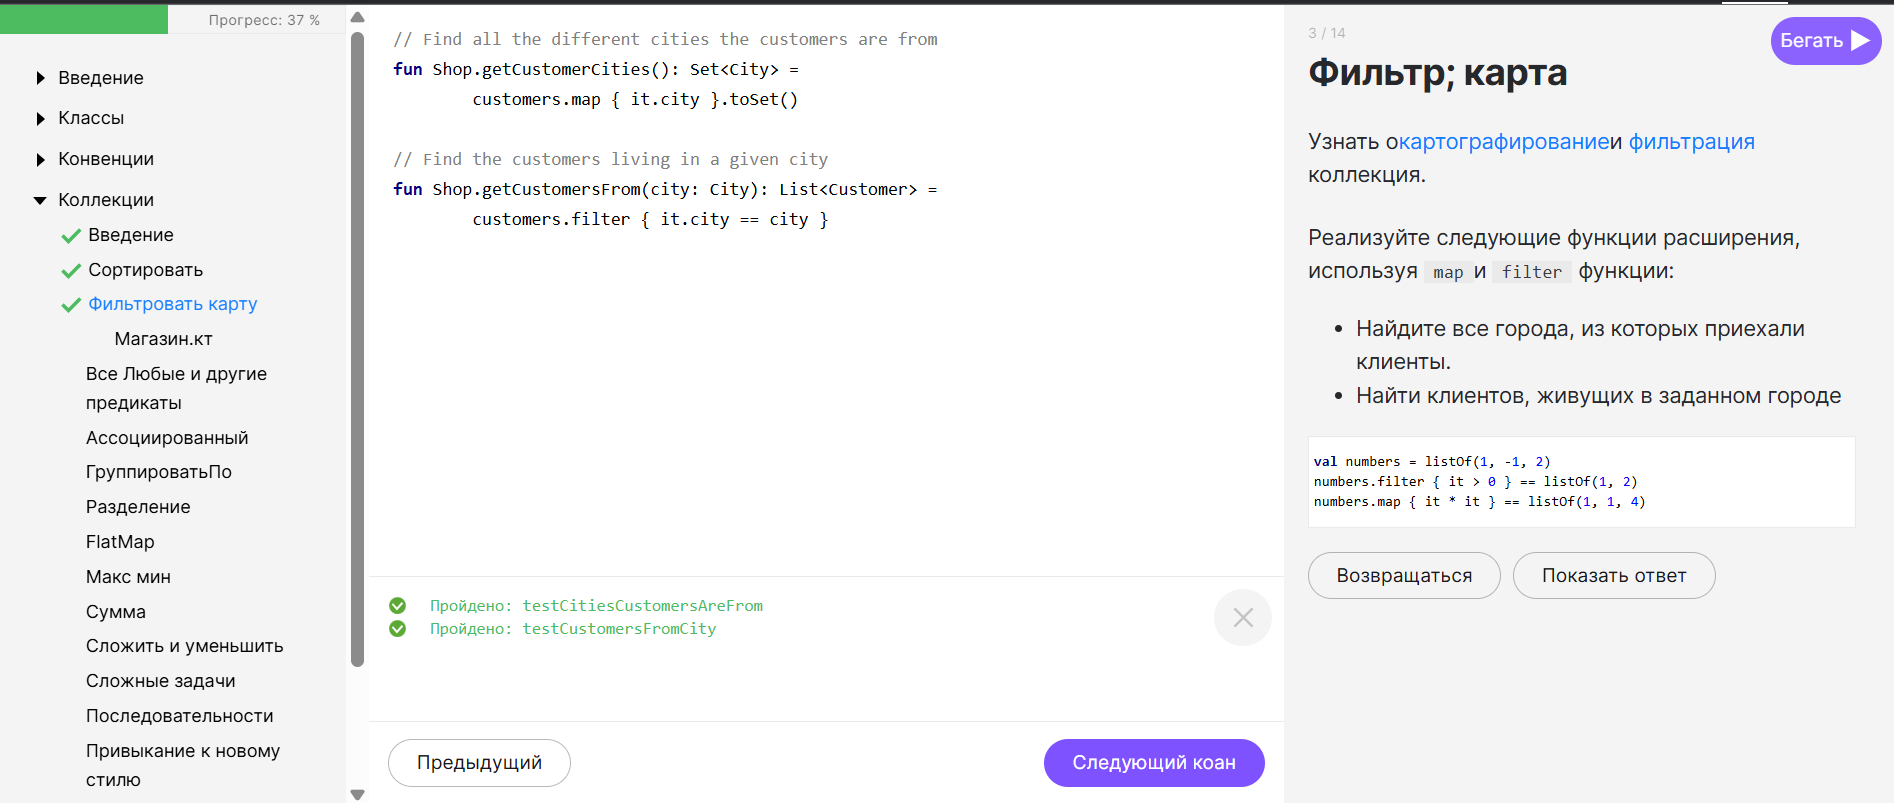 Прогресс: 37 %
Введение
Классы
Конвенции
Коллекции
Введение
Сортировать
Фильтровать карту
Магазин.кт
Все Любые и другие
предикаты
Ассоциированный
ГруппироватьПо
Разделение
FlatMap
Макс мин
Сумма
Сложить и уменьшить
Сложные задачи
Последовательности
Привыкание к новому
стилю
// Find all the different cities the customers are from
fun Shop.getCustomerCities(): Set<City> =
        customers.map { it.city }.toSet()
// Find the customers living in a given city
fun Shop.getCustomersFrom(city: City): List<Customer> =
        customers.filter { it.city == city }
Пройдено: testCitiesCustomersAreFrom
Пройдено: testCustomersFromCity
Предыдущий
Следующий коан
3 / 14
Бегать
Фильтр; карта
Узнать окартографированиеи фильтрация
коллекция.
Реализуйте следующие функции расширения,
используя map и filter функции:
• Найдите все города, из которых приехали
клиенты.
• Найти клиентов, живущих в заданном городе
val numbers = listOf(1, -1, 2)
numbers.filter { it > 0 } == listOf(1, 2)
numbers.map { it * it } == listOf(1, 1, 4)
Возвращаться
Показать ответ